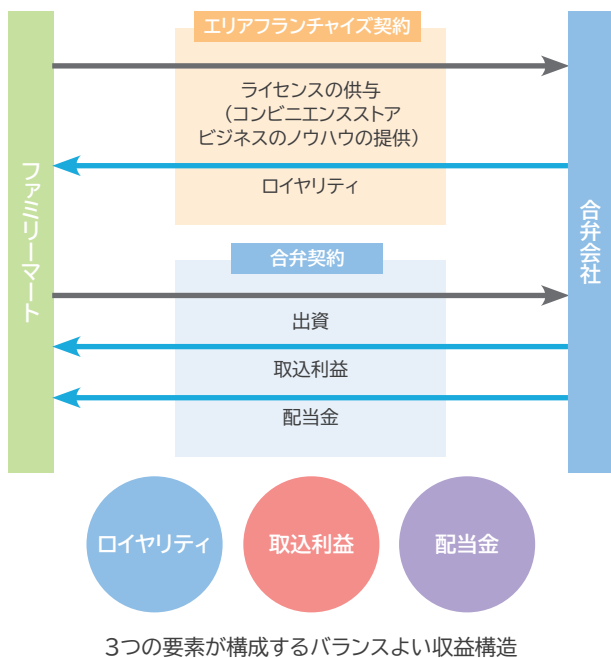 エリアフランチャイズ契約
ライセンスの供与
（コンビニエンスストア
ビジネスのノウハウの提供）
ロイヤリティ
ファミリーマート
合弁会社
合弁契約
出資
取込利益
配当金
ロイヤリティ
取込利益
配当金
3つの要素が構成するバランスよい収益構造